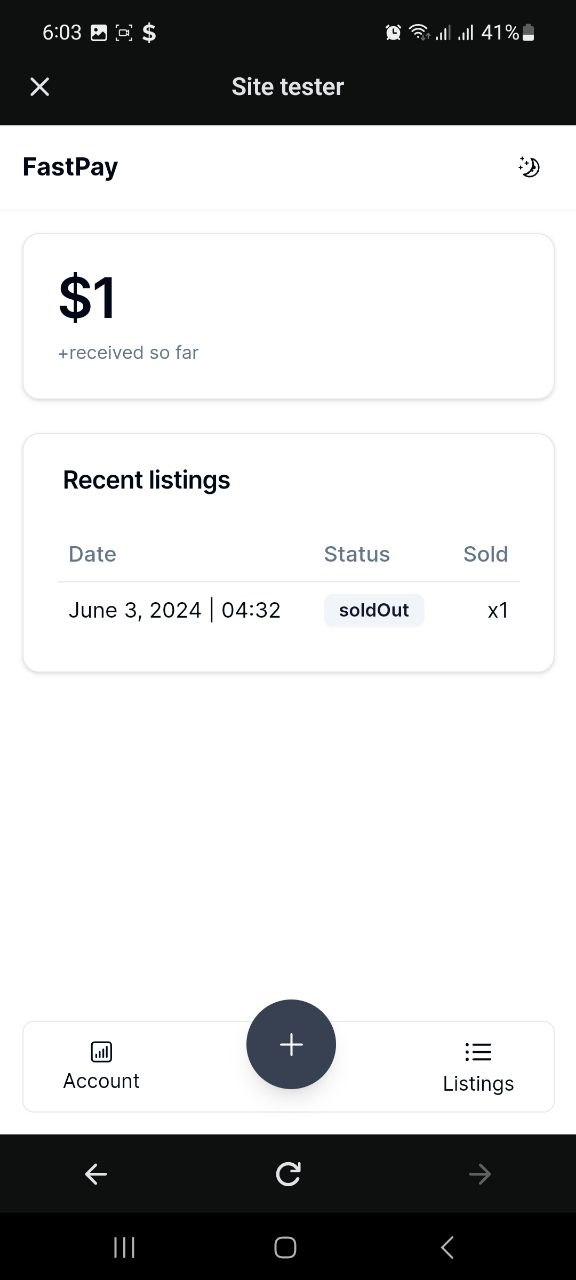 6:03 $ 41%
Site tester
FastPay
$1
+received so far
Recent listings
Date Status Sold
June 3, 2024 | 04:32 soldOut x1
Account Listings